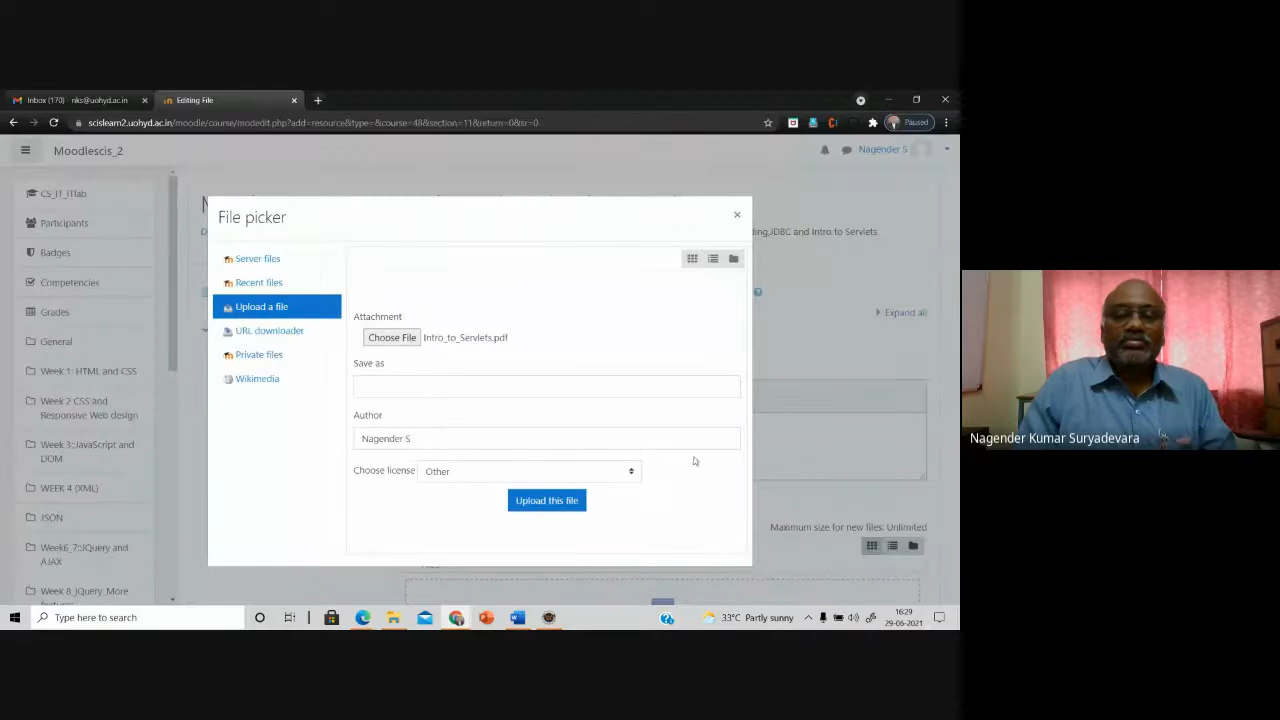 Inbox (170) - nks@uohyd.ac.in
Editing File
scislearn2.uohyd.ac.in/moodle/course/modedit.php?add=resource&type=&course=48&section=11&return=0&sr=0
Paused
Moodlescis_2
Nagender S
CS_IT_ITlab
Participants
Badges
Competencies
Grades
General
Week 1: HTML and CSS
Week 2 CSS and
Responsive Web design
Week 3::JavaScript and
DOM
WEEK 4 (XML)
JSON
Week6_7::JQuery and
AJAX
Week 8_jQuery_More
features
File picker
Server files
Recent files
Upload a file
URL downloader
Private files
Wikimedia
Attachment
Choose File Intro_to_Servlets.pdf
Save as
Author
Nagender S
Choose license Other
Upload this file
JDBC and Intro to Servlets.
Expand all
Maximum size for new files: Unlimited
Type here to search
33°C Partly sunny
16:29
29-06-2021
Nagender Kumar Suryadevara